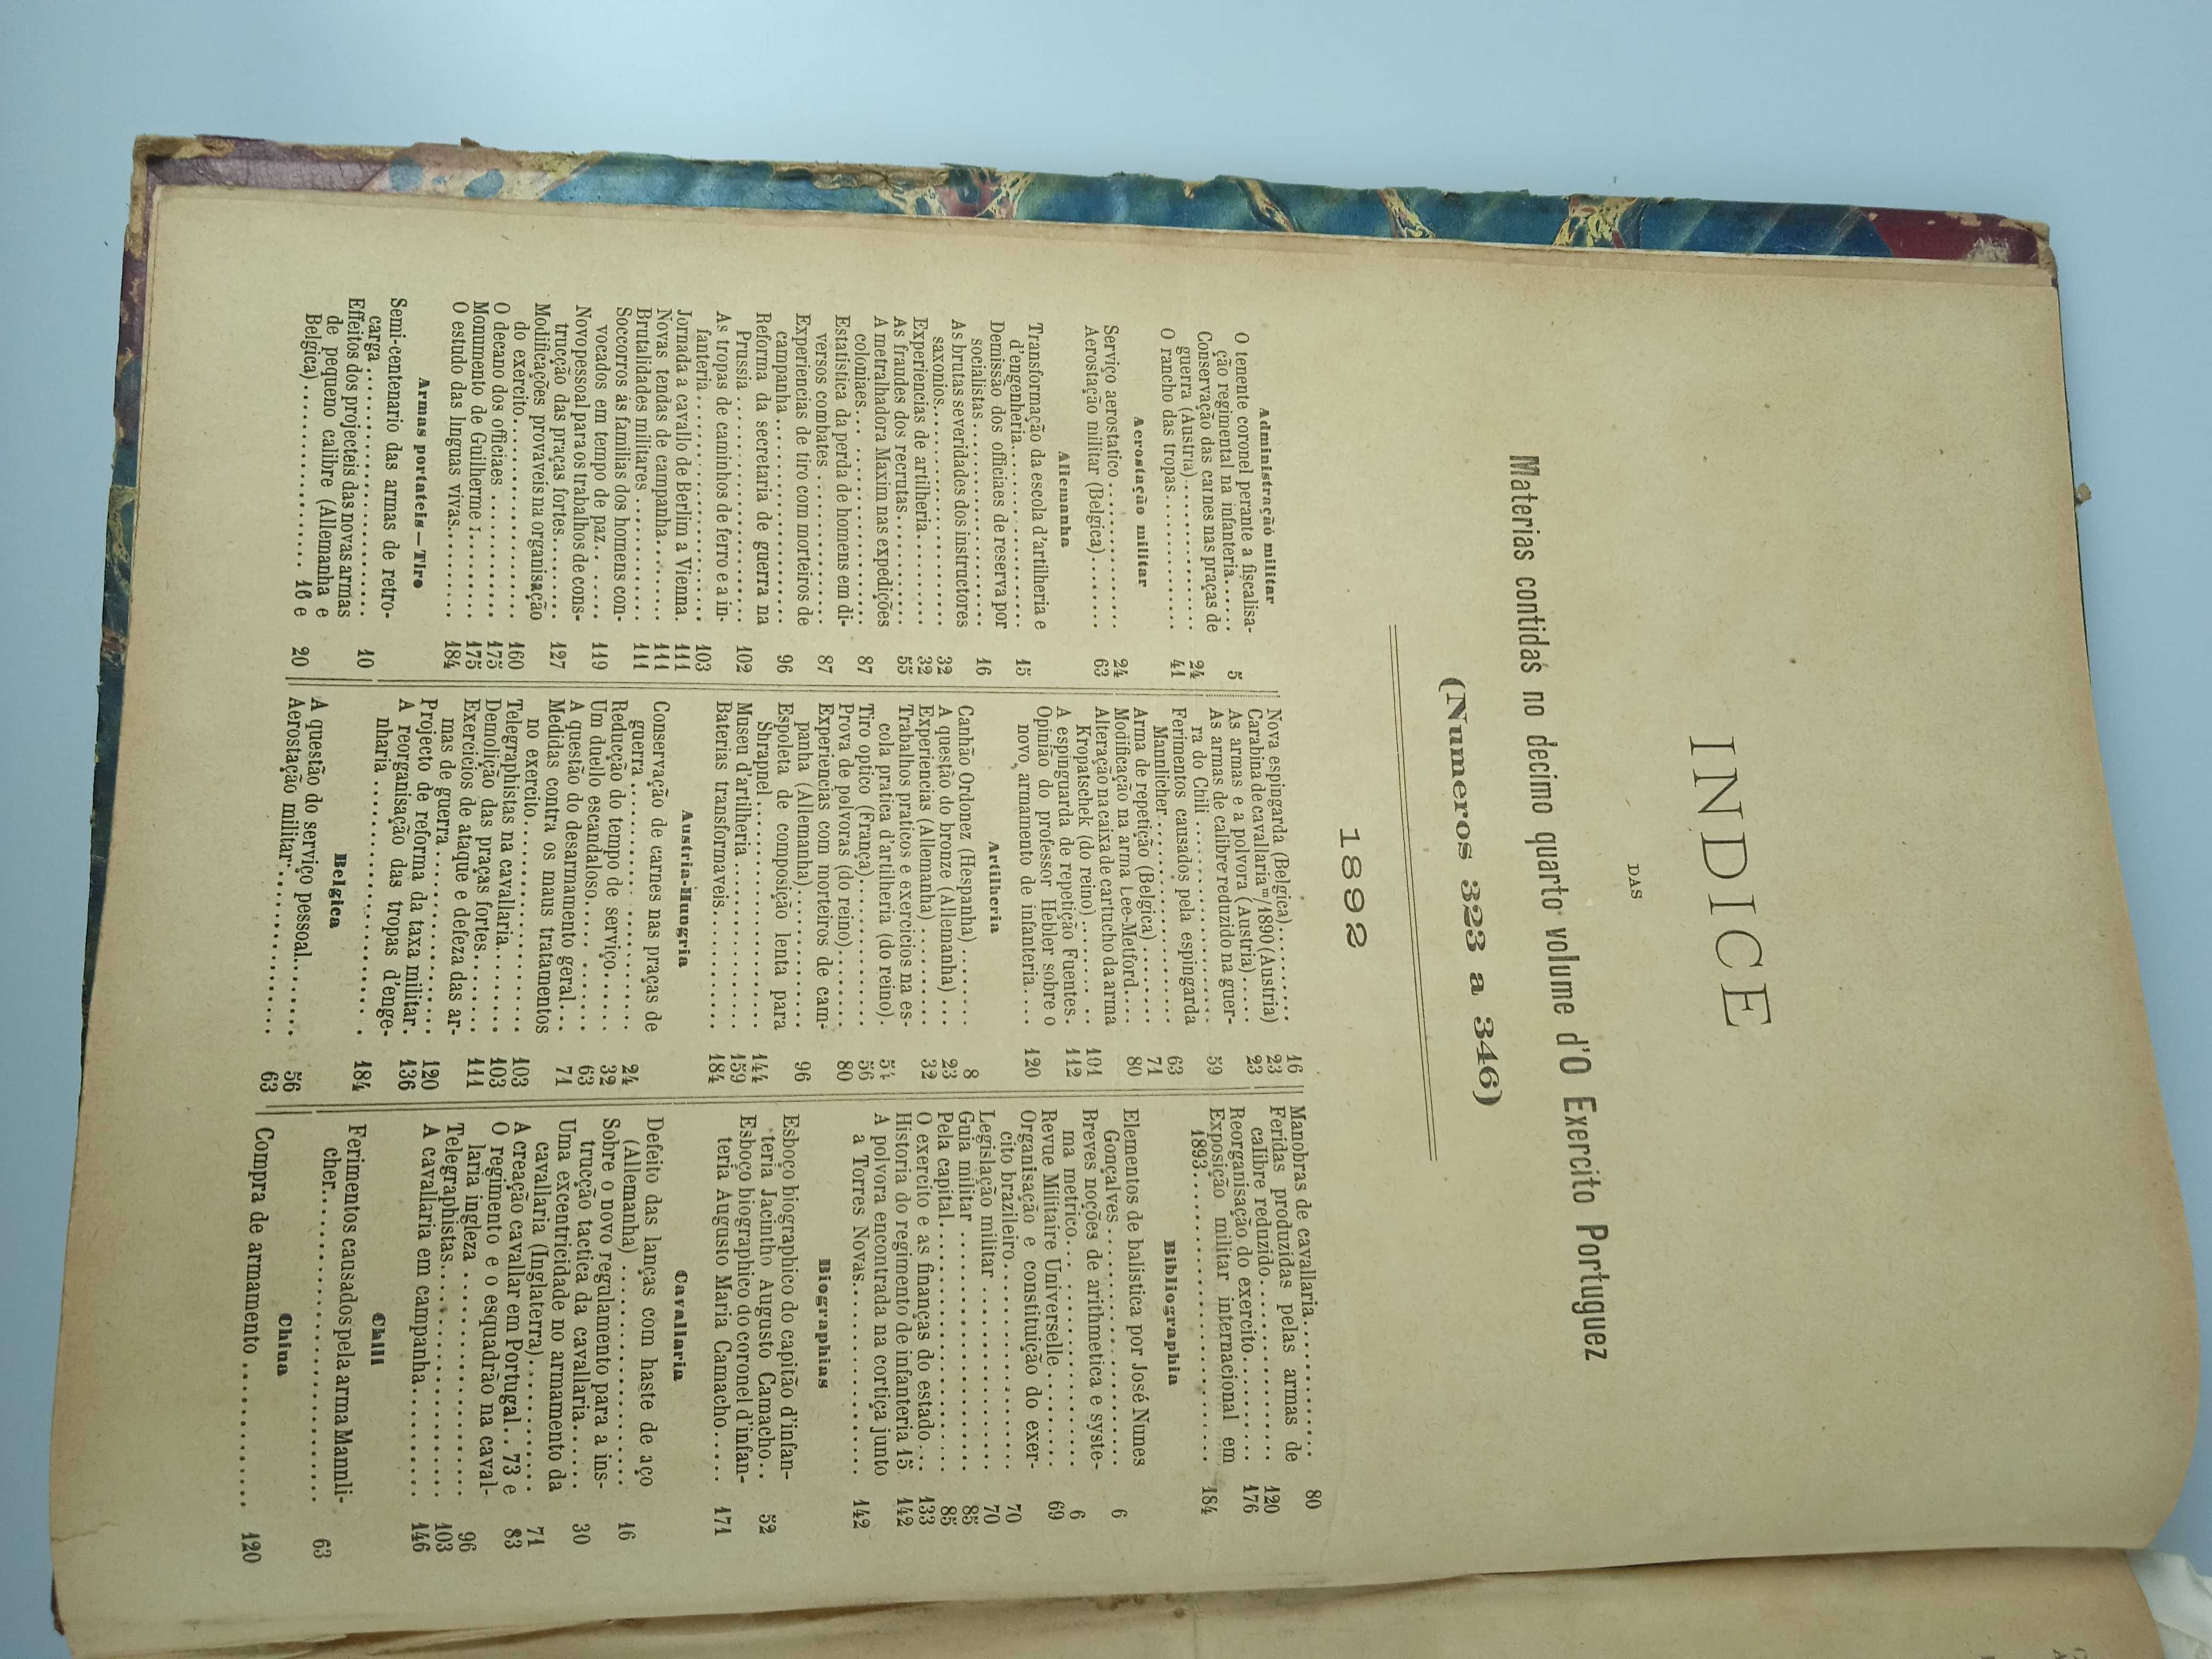 INDICE
DAS
Materias contidas no decimo quarto volume d'O Exercito Portuguez
(Numeros 323 a 346)
1892
Administração militar
O tenente coronel perante a fiscalisa-
ção regimental na infanteria..... 5
Conservação das carnes nas praças de
guerra (Austria)............ 24
O rancho das tropas............ 41
Aerostação militar
Serviço aerostatico............ 24
Aerostação militar (Belgica)...... 63
Allemanha
Transformação da escola d'artilheria e
d'engenheria............ 15
Demissão dos officiaes de reserva por
socialistas............ 16
As brutas severidades dos instructores
saxonios............ 32
Experiencias de artilheria......... 32
As fraudes dos recrutas......... 55
A metralhadora Maxim nas expedições
coloniaes............ 87
Estatistica da perda de homens em di-
versos combates............ 87
Experiencias de tiro com morteiros de
campanha............ 96
Reforma da secretaria de guerra na
Prussia............ 102
As tropas de caminhos de ferro e a in-
fanteria............ 103
Jornada a cavallo de Berlim a Vienna. 111
Novas tendas de campanha........ 111
Brutalidades militares............ 111
Soccorros ás familias dos homens con-
vocados em tempo de paz....... 119
Novo pessoal para os trabalhos de cons-
trucção das praças fortes........ 127
Modificações provaveis na organisação
do exercito............ 160
O decano dos officiaes............ 175
Monumento de Guilherme I........ 175
O estudo das linguas vivas......... 184
Armas portateis — Tiro
Semi-centenario das armas de retro-
carga............ 10
Effeitos dos projecteis das novas armas
de pequeno calibre (Allemanha e
Belgica)............ 16 e 20
Nova espingarda (Belgica)......... 16
Carabina de cavallaria m/1890 (Austria) 23
As armas e a polvora (Austria)..... 23
As armas de calibre reduzido na guer-
ra do Chili............ 59
Ferimentos causados pela espingarda
Mannlicher............ 63
Arma de repetição (Belgica)....... 71
Modificação na arma Lee-Metford.... 80
Alteração na caixa de cartucho da arma
Kropatschek (do reino)......... 101
A espinguarda de repetição Fuentes. 112
Opinião do professor Hebler sobre o
novo armamento de infanteria.... 120
Artilheria
Canhão Ordonez (Hespanha)....... 8
A questão do bronze (Allemanha)... 23
Experiencias (Allemanha)......... 32
Trabalhos praticos e exercicios na es-
cola pratica d'artilheria (do reino). 54
Tiro optico (França)............ 56
Prova de polvoras (do reino)....... 80
Experiencias com morteiros de cam-
panha (Allemanha)............ 96
Espoleta de composição lenta para
Shrapnel............ 144
Museu d'artilheria............ 159
Baterias transformaveis............ 184
Austria-Hungria
Conservação de carnes nas praças de
guerra............ 24
Reducção do tempo de serviço...... 32
Um duello escandaloso............ 63
A questão do desarmamento geral... 71
Medidas contra os maus tratamentos
no exercito............ 103
Telegraphistas na cavallaria........ 103
Demolição das praças fortes........ 111
Exercicios de ataque e defeza das ar-
mas de guerra............ 120
Projecto de reforma da taxa militar. 136
A reorganisação das tropas d'enge-
nharia............ 184
Belgica
A questão do serviço pessoal....... 56
Aerostação militar............ 63
Manobras de cavallaria............ 80
Feridas produzidas pelas armas de
calibre reduzido............ 120
Reorganisação do exercito......... 176
Exposição militar internacional em
1893............ 184
Bibliographia
Elementos de balistica por José Nunes
Gonçalves............ 6
Breves noções de arithmetica e syste-
ma metrico............ 6
Revue Militaire Universelle........ 69
Organisação e constituição do exer-
cito brazileiro............ 70
Legislação militar............ 70
Guia militar............ 85
Pela capital............ 85
O exercito e as finanças do estado... 133
Historia do regimento de infanteria 15. 142
A polvora encontrada na cortiça junto
a Torres Novas............ 142
Biographias
Esboço biographico do capitão d'infan-
teria Jacintho Augusto Camacho.. 52
Esboço biographico do coronel d'infan-
teria Augusto Maria Camacho..... 171
Cavallaria
Defeito das lanças com haste de aço
(Allemanha)............ 16
Sobre o novo regulamento para a ins-
trucção tactica da cavallaria...... 30
Uma excentricidade no armamento da
cavallaria (Inglaterra)............ 71
A creação cavallar em Portugal.. 73 e 83
O regimento e o esquadrão na caval-
laria ingleza............ 96
Telegraphistas............ 103
A cavallaria em campanha......... 146
Chili
Ferimentos causados pela arma Mannli-
cher............ 63
China
Compra de armamento............ 120